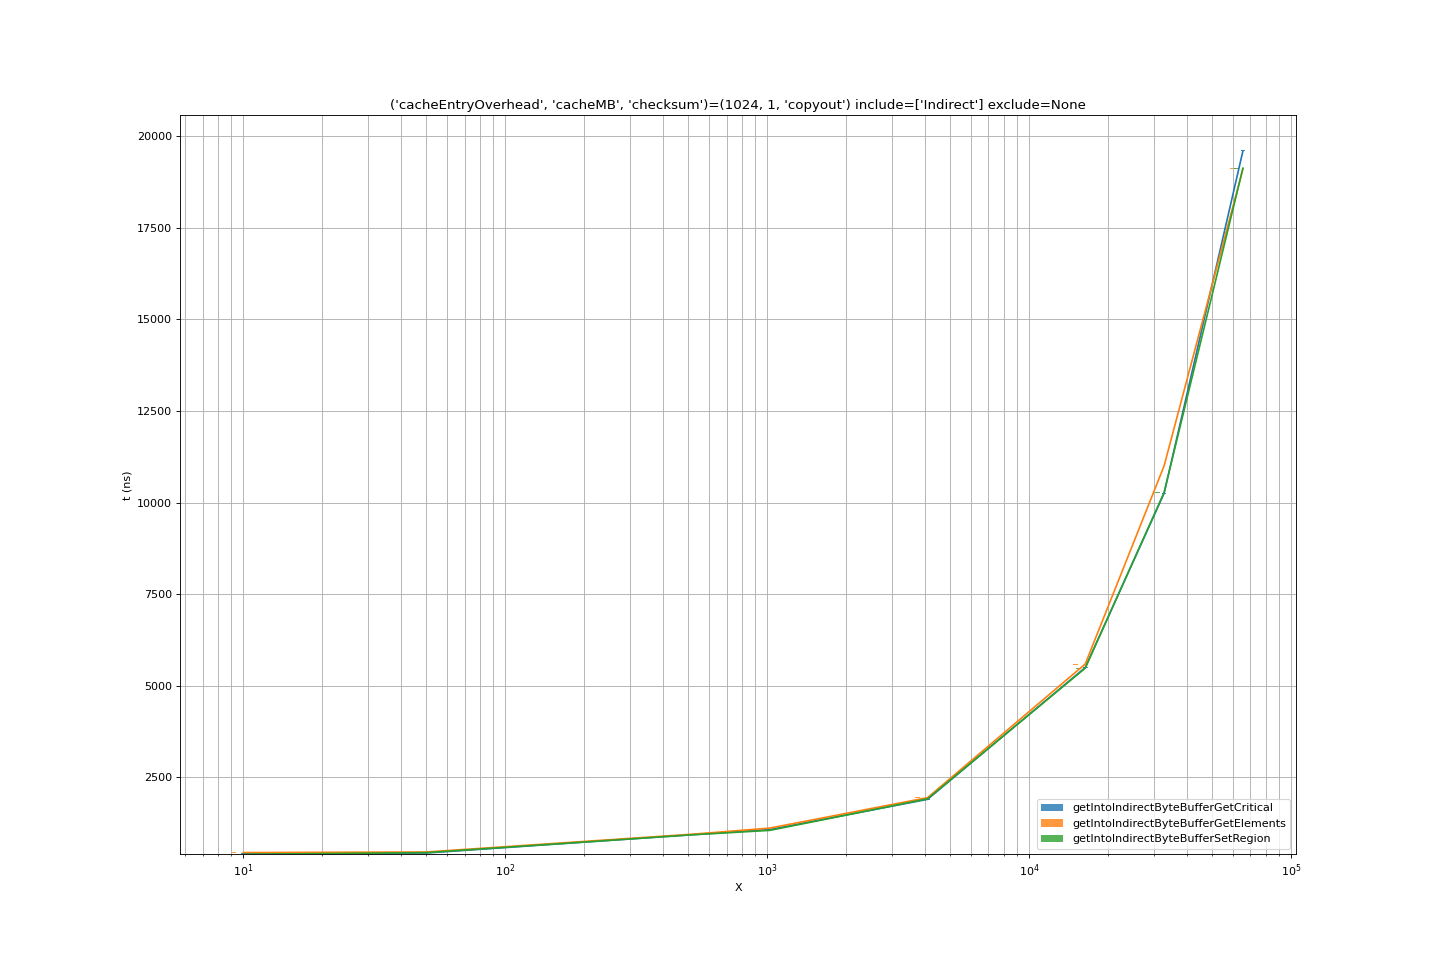 ('cacheEntryOverhead', 'cacheMB', 'checksum')=(1024, 1, 'copyout') include=['Indirect'] exclude=None
20000
17500
15000
12500
10000
7500
5000
2500
t (ns)
10¹ 10² 10³ 10⁴ 10⁵
X
getIntoIndirectByteBufferGetCritical
getIntoIndirectByteBufferGetElements
getIntoIndirectByteBufferSetRegion